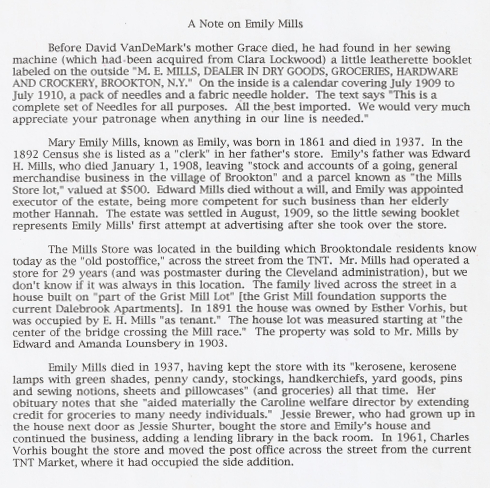 A Note on Emily Mills
Before David VanDeMark's mother Grace died, he had found in her sewing
machine (which had been acquired from Clara Lockwood) a little leatherette booklet
labeled on the outside "M. E. MILLS, DEALER IN DRY GOODS, GROCERIES, HARDWARE
AND CROCKERY, BROOKTON, N.Y." On the inside is a calendar covering July 1909 to
July 1910, a pack of needles and a fabric needle holder. The text says "This is a
complete set of Needles for all purposes. All the best imported. We would very much
appreciate your patronage when anything in our line is needed."
Mary Emily Mills, known as Emily, was born in 1861 and died in 1937. In the
1892 Census she is listed as a "clerk" in her father's store. Emily's father was Edward
H. Mills, who died January 1, 1908, leaving "stock and accounts of a going, general
merchandise business in the village of Brookton" and a parcel known as "the Mills
Store lot," valued at $500. Edward Mills died without a will, and Emily was appointed
executor of the estate, being more competent for such business than her elderly
mother Hannah. The estate was settled in August, 1909, so the little sewing booklet
represents Emily Mills' first attempt at advertising after she took over the store.
The Mills Store was located in the building which Brooktondale residents know
today as the "old postoffice," across the street from the TNT. Mr. Mills had operated a
store for 29 years (and was postmaster during the Cleveland administration), but we
don't know if it was always in this location. The family lived across the street in a
house built on "part of the Grist Mill Lot" [the Grist Mill foundation supports the
current Dalebrook Apartments]. In 1891 the house was owned by Esther Vorhis, but
was occupied by E. H. Mills "as tenant." The house lot was measured starting at "the
center of the bridge crossing the Mill race." The property was sold to Mr. Mills by
Edward and Amanda Lounsbery in 1903.
Emily Mills died in 1937, having kept the store with its "kerosene, kerosene
lamps with green shades, penny candy, stockings, handkerchiefs, yard goods, pins
and sewing notions, sheets and pillowcases" (and groceries) all that time. Her
obituary notes that she "aided materially the Caroline welfare director by extending
credit for groceries to many needy individuals." Jessie Brewer, who had grown up in
the house next door as Jessie Shurter, bought the store and Emily's house and
continued the business, adding a lending library in the back room. In 1961, Charles
Vorhis bought the store and moved the post office across the street from the current
TNT Market, where it had occupied the side addition.